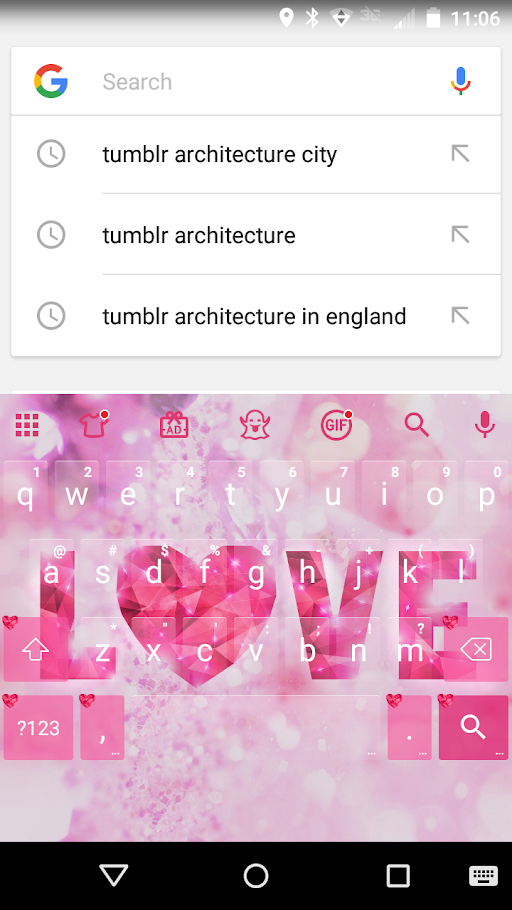 11:06
Search
tumblr architecture city
tumblr architecture
tumblr architecture in england
AD GIF
1 2 3 4 5 6 7 8 9 0
q w e r t y u i o p
@ # $ % & - + ( )
a s d f g h j k l
LOVE
* " ' : ; ! ?
z x c v b n m
?123 , ... ... . ... ...